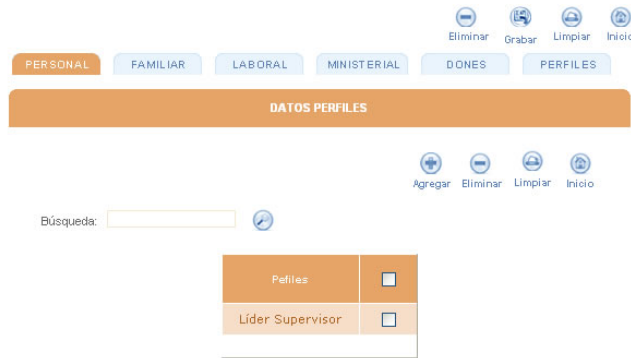 Eliminar Grabar Limpiar Inicio
PERSONAL FAMILIAR LABORAL MINISTERIAL DONES PERFILES
DATOS PERFILES
Agregar Eliminar Limpiar Inicio
Búsqueda:
Pefiles
Líder Supervisor